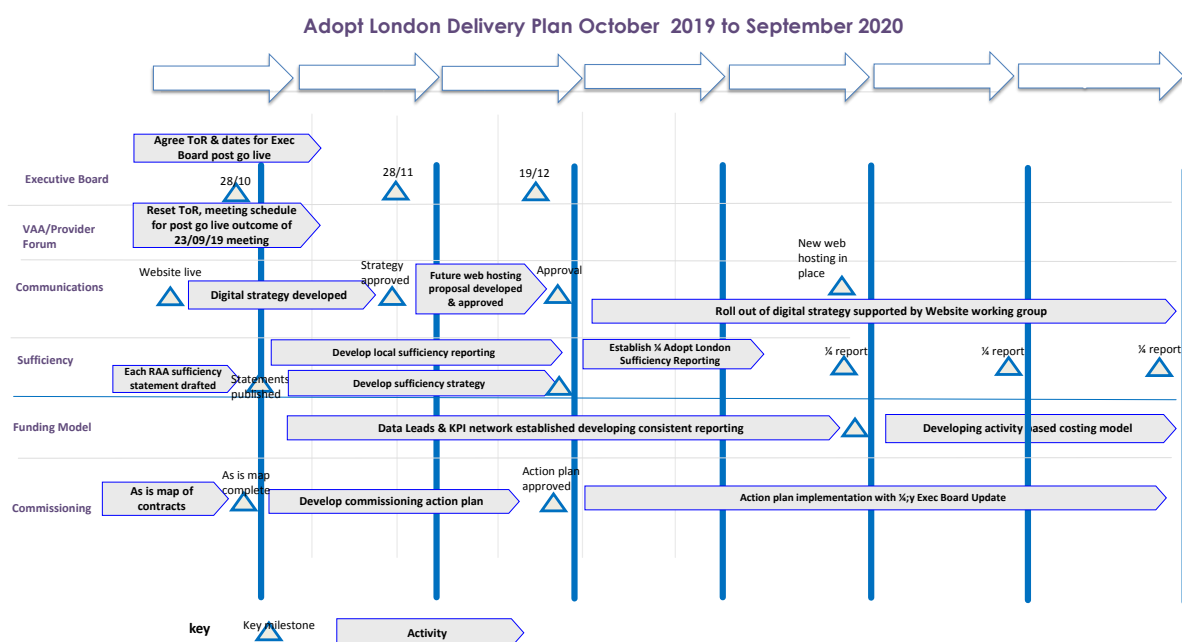 Adopt London Delivery Plan October 2019 to September 2020
Agree ToR & dates for Exec
Board post go live
Executive Board
28/10
28/11
19/12
VAA/Provider
Forum
Reset ToR, meeting schedule
for post go live outcome of
23/09/19 meeting
Communications
Website live
Digital strategy developed
Strategy
approved
Future web hosting
proposal developed
& approved
Approval
New web
hosting in
place
Roll out of digital strategy supported by Website working group
Sufficiency
Each RAA sufficiency
statement drafted
Statements
published
Develop local sufficiency reporting
Develop sufficiency strategy
Establish ¼ Adopt London
Sufficiency Reporting
¼ report
¼ report
¼ report
Funding Model
Data Leads & KPI network established developing consistent reporting
Developing activity based costing model
Commissioning
As is map of
contracts
As is map
complete
Develop commissioning action plan
Action plan
approved
Action plan implementation with ¼;y Exec Board Update
key
Key milestone
Activity